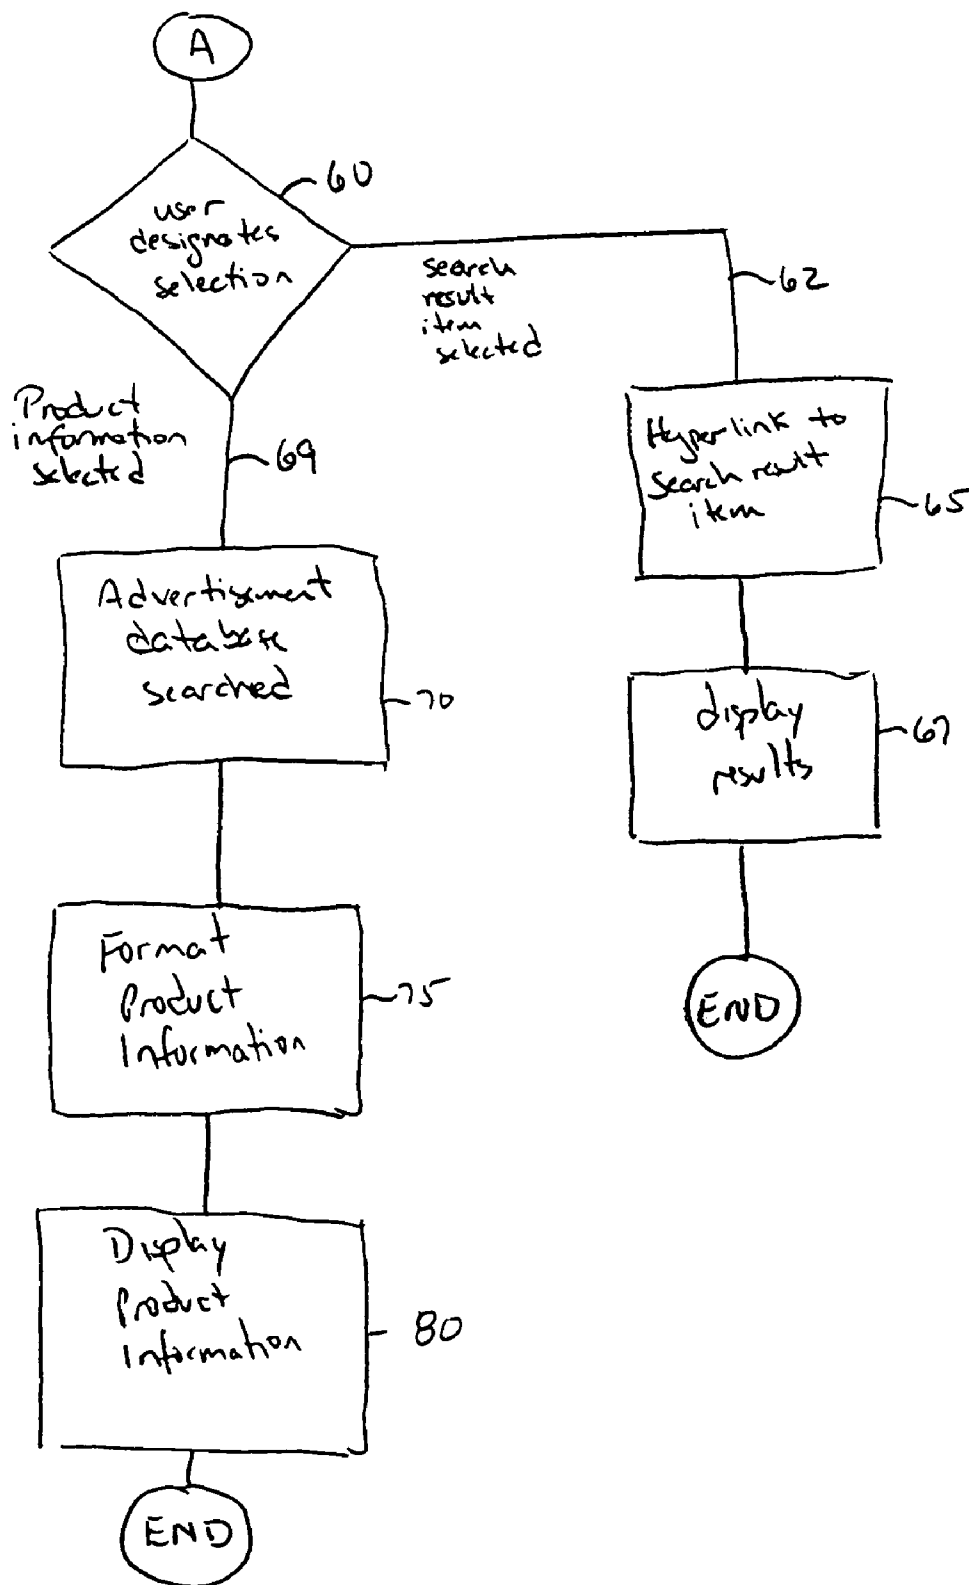 A
60
user
designates
selection
search
result
item
selected
62
Product
information
selected
69
Hyperlink to
search result
item
65
Advertisement
database
searched
70
display
results
67
Format
Product
Information
75
END
Display
Product
Information
80
END